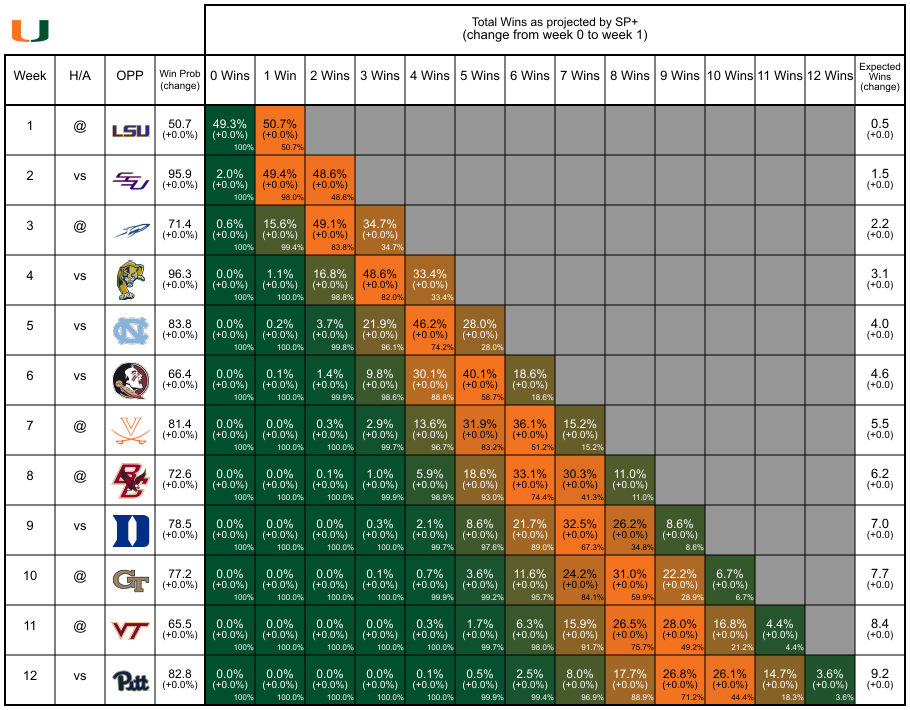 Total Wins as projected by SP+
(change from week 0 to week 1)
Week H/A OPP Win Prob (change) 0 Wins 1 Win 2 Wins 3 Wins 4 Wins 5 Wins 6 Wins 7 Wins 8 Wins 9 Wins 10 Wins 11 Wins 12 Wins Expected Wins (change)
1 @ LSU 50.7 49.3% 50.7% 0.5
(+0.0%) (+0.0%) (+0.0%) (+0.0)
100% 50.7%
2 vs SFU 95.9 2.0% 49.4% 48.6% 1.5
(+0.0%) (+0.0%) (+0.0%) (+0.0%) (+0.0)
100% 98.0% 48.6%
3 @ 71.4 0.6% 15.6% 49.1% 34.7% 2.2
(+0.0%) (+0.0%) (+0.0%) (+0.0%) (+0.0%) (+0.0)
100% 99.4% 83.8% 34.7%
4 vs 96.3 0.0% 1.1% 16.8% 48.6% 33.4% 3.1
(+0.0%) (+0.0%) (+0.0%) (+0.0%) (+0.0%) (+0.0%) (+0.0)
100% 100.0% 98.8% 82.0% 33.4%
5 vs NC 83.8 0.0% 0.2% 3.7% 21.9% 46.2% 28.0% 4.0
(+0.0%) (+0.0%) (+0.0%) (+0.0%) (+0.0%) (+0.0%) (+0.0%) (+0.0)
100% 100.0% 99.8% 96.1% 74.2% 28.0%
6 vs 66.4 0.0% 0.1% 1.4% 9.8% 30.1% 40.1% 18.6% 4.6
(+0.0%) (+0.0%) (+0.0%) (+0.0%) (+0.0%) (+0.0%) (+0.0%) (+0.0%) (+0.0)
100% 100.0% 99.9% 98.6% 88.8% 58.7% 18.6%
7 @ V 81.4 0.0% 0.0% 0.3% 2.9% 13.6% 31.9% 36.1% 15.2% 5.5
(+0.0%) (+0.0%) (+0.0%) (+0.0%) (+0.0%) (+0.0%) (+0.0%) (+0.0%) (+0.0%) (+0.0)
100% 100.0% 100.0% 99.7% 96.7% 83.2% 51.2% 15.2%
8 @ BC 72.6 0.0% 0.0% 0.1% 1.0% 5.9% 18.6% 33.1% 30.3% 11.0% 6.2
(+0.0%) (+0.0%) (+0.0%) (+0.0%) (+0.0%) (+0.0%) (+0.0%) (+0.0%) (+0.0%) (+0.0%) (+0.0)
100% 100.0% 100.0% 99.9% 98.9% 93.0% 74.4% 41.3% 11.0%
9 vs D 78.5 0.0% 0.0% 0.0% 0.3% 2.1% 8.6% 21.7% 32.5% 26.2% 8.6% 7.0
(+0.0%) (+0.0%) (+0.0%) (+0.0%) (+0.0%) (+0.0%) (+0.0%) (+0.0%) (+0.0%) (+0.0%) (+0.0%) (+0.0)
100% 100.0% 100.0% 100.0% 99.7% 97.6% 89.0% 67.3% 34.8% 8.6%
10 @ GT 77.2 0.0% 0.0% 0.0% 0.1% 0.7% 3.6% 11.6% 24.2% 31.0% 22.2% 6.7% 7.7
(+0.0%) (+0.0%) (+0.0%) (+0.0%) (+0.0%) (+0.0%) (+0.0%) (+0.0%) (+0.0%) (+0.0%) (+0.0%) (+0.0%) (+0.0)
100% 100.0% 100.0% 100.0% 99.9% 99.2% 95.7% 84.1% 59.9% 28.9% 6.7%
11 @ VT 65.5 0.0% 0.0% 0.0% 0.0% 0.3% 1.7% 6.3% 15.9% 26.5% 28.0% 16.8% 4.4% 8.4
(+0.0%) (+0.0%) (+0.0%) (+0.0%) (+0.0%) (+0.0%) (+0.0%) (+0.0%) (+0.0%) (+0.0%) (+0.0%) (+0.0%) (+0.0%) (+0.0)
100% 100.0% 100.0% 100.0% 100.0% 99.7% 98.0% 91.7% 75.7% 49.2% 21.2% 4.4%
12 vs Pitt 82.8 0.0% 0.0% 0.0% 0.0% 0.1% 0.5% 2.5% 8.0% 17.7% 26.8% 26.1% 14.7% 3.6% 9.2
(+0.0%) (+0.0%) (+0.0%) (+0.0%) (+0.0%) (+0.0%) (+0.0%) (+0.0%) (+0.0%) (+0.0%) (+0.0%) (+0.0%) (+0.0%) (+0.0%) (+0.0)
100% 100.0% 100.0% 100.0% 100.0% 99.9% 99.4% 96.9% 88.9% 71.2% 44.4% 18.3% 3.6%